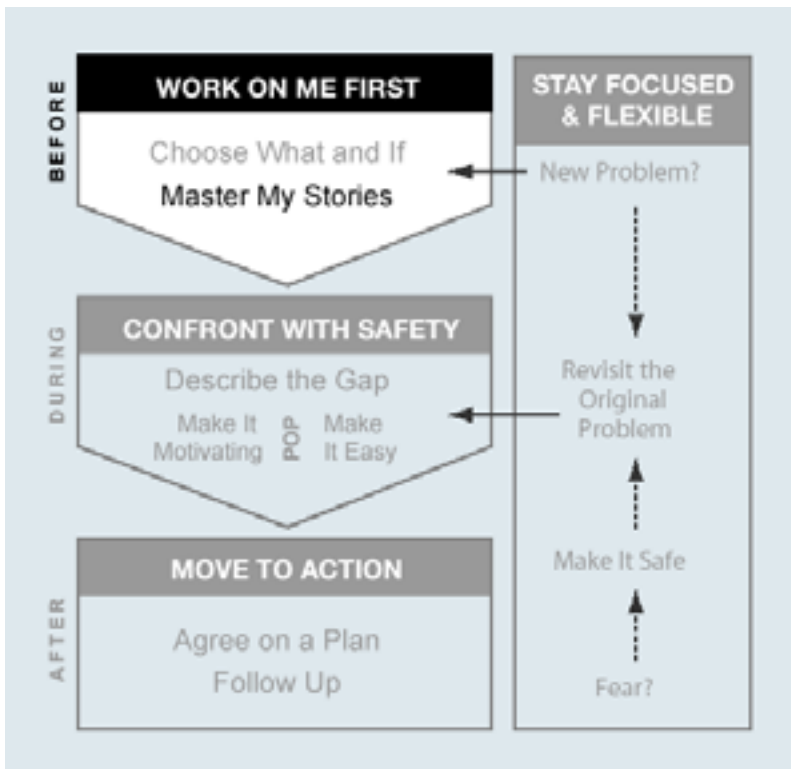 BEFORE
WORK ON ME FIRST
Choose What and If
Master My Stories
DURING
CONFRONT WITH SAFETY
Describe the Gap
Make It
Motivating
POP
Make
It Easy
AFTER
MOVE TO ACTION
Agree on a Plan
Follow Up
STAY FOCUSED
& FLEXIBLE
New Problem?
Revisit the
Original
Problem
Make It Safe
Fear?